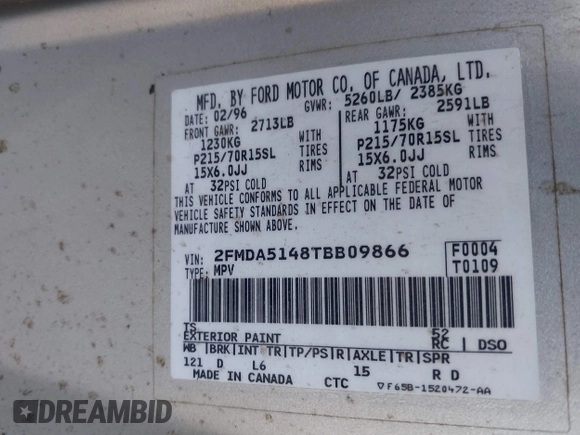 MFD. BY FORD MOTOR CO. OF CANADA, LTD.
DATE: 02/96 GVWR: 5260LB/ 2385KG
FRONT GAWR: 2713LB REAR GAWR: 2591LB
1230KG WITH 1175KG WITH
P215/70R15SL TIRES P215/70R15SL TIRES
15X6.0JJ RIMS 15X6.0JJ RIMS
AT 32PSI COLD AT 32PSI COLD
THIS VEHICLE CONFORMS TO ALL APPLICABLE FEDERAL MOTOR
VEHICLE SAFETY STANDARDS IN EFFECT ON THE DATE OF
MANUFACTURE SHOWN ABOVE.
VIN: 2FMDA5148TBB09866 F0004
TYPE: MPV T0109
TS 52
EXTERIOR PAINT RC DSO
WB BRK INT TR TP/PS R AXLE TR SPR
121 D L6 15 R D
MADE IN CANADA CTC ▽F65B-1520472-AA
DREAMBID